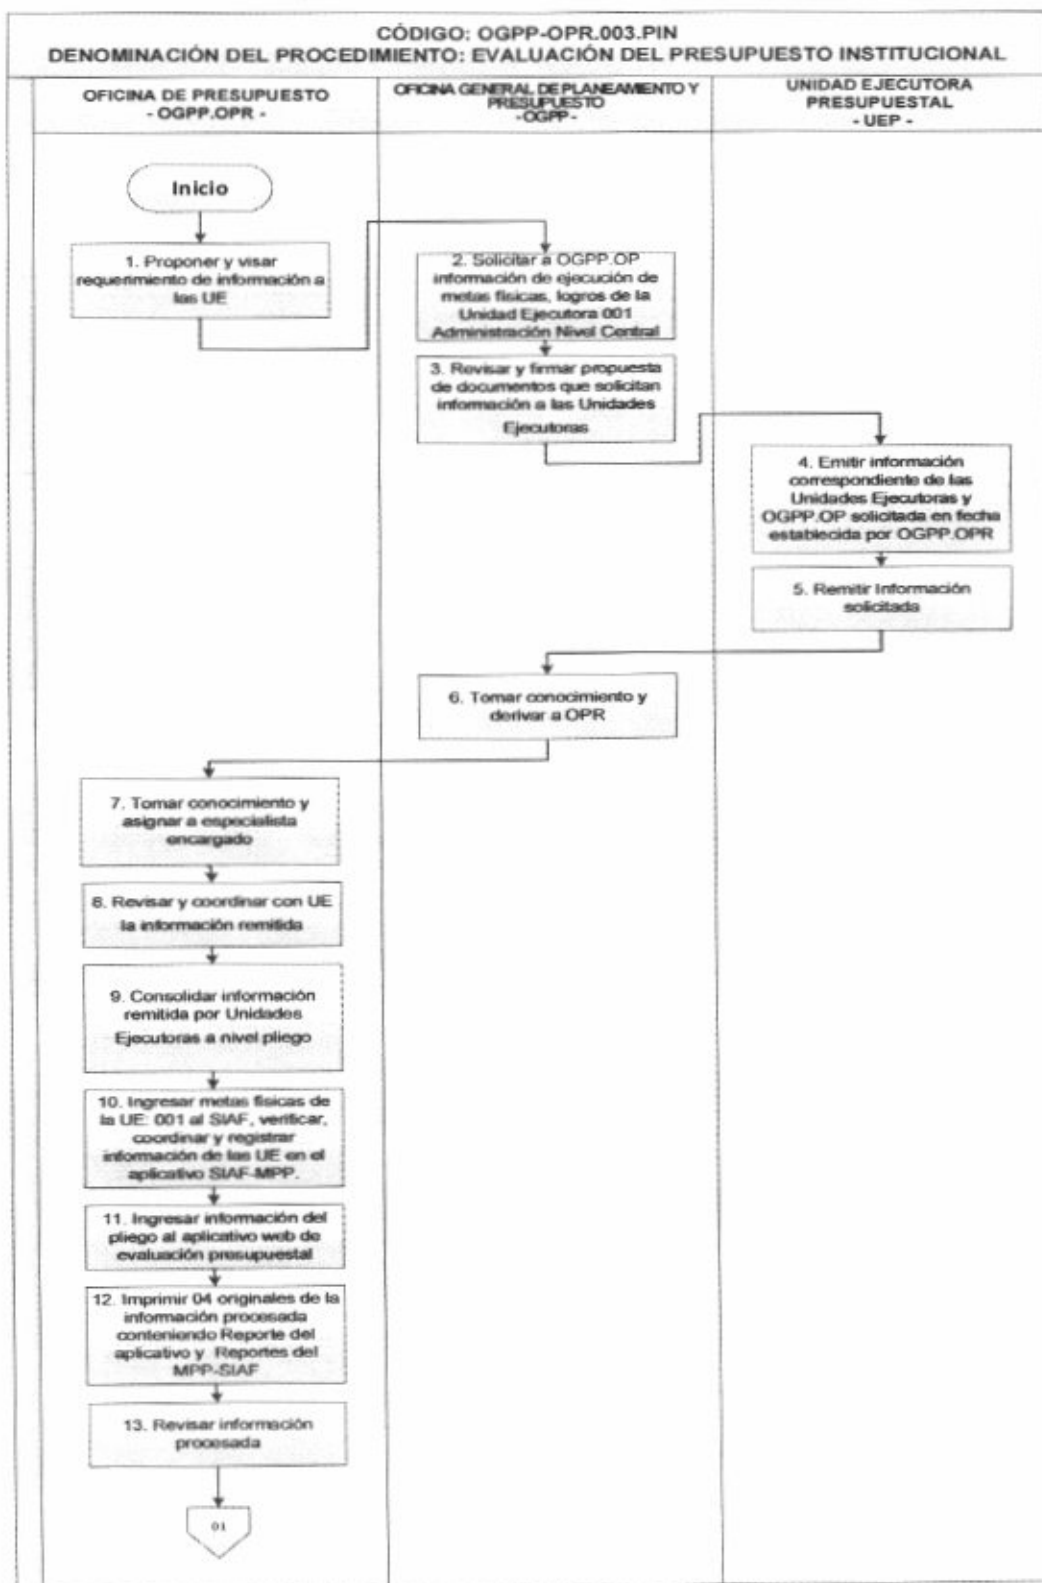 CÓDIGO: OGPP-OPR.003.PIN
DENOMINACIÓN DEL PROCEDIMIENTO: EVALUACIÓN DEL PRESUPUESTO INSTITUCIONAL
OFICINA DE PRESUPUESTO
- OGPP.OPR -
OFICINA GENERAL DE PLANEAMIENTO Y
PRESUPUESTO
- OGPP -
UNIDAD EJECUTORA
PRESUPUESTAL
- UEP -
Inicio
1. Proponer y visar
requerimiento de información a
las UE
2. Solicitar a OGPP.OP
información de ejecución de
metas físicas, logros de la
Unidad Ejecutora 001
Administración Nivel Central
3. Revisar y firmar propuesta
de documentos que solicitan
información a las Unidades
Ejecutoras
4. Emitir información
correspondiente de las
Unidades Ejecutoras y
OGPP.OP solicitada en fecha
establecida por OGPP.OPR
5. Remitir Información
solicitada
6. Tomar conocimiento y
derivar a OPR
7. Tomar conocimiento y
asignar a especialista
encargado
8. Revisar y coordinar con UE
la información remitida
9. Consolidar información
remitida por Unidades
Ejecutoras a nivel pliego
10. Ingresar metas físicas de
la UE: 001 al SIAF, verificar,
coordinar y registrar
información de las UE en el
aplicativo SIAF-MPP.
11. Ingresar información del
pliego al aplicativo web de
evaluación presupuestal
12. Imprimir 04 originales de la
información procesada
conteniendo Reporte del
aplicativo y Reportes del
MPP-SIAF
13. Revisar información
procesada
01